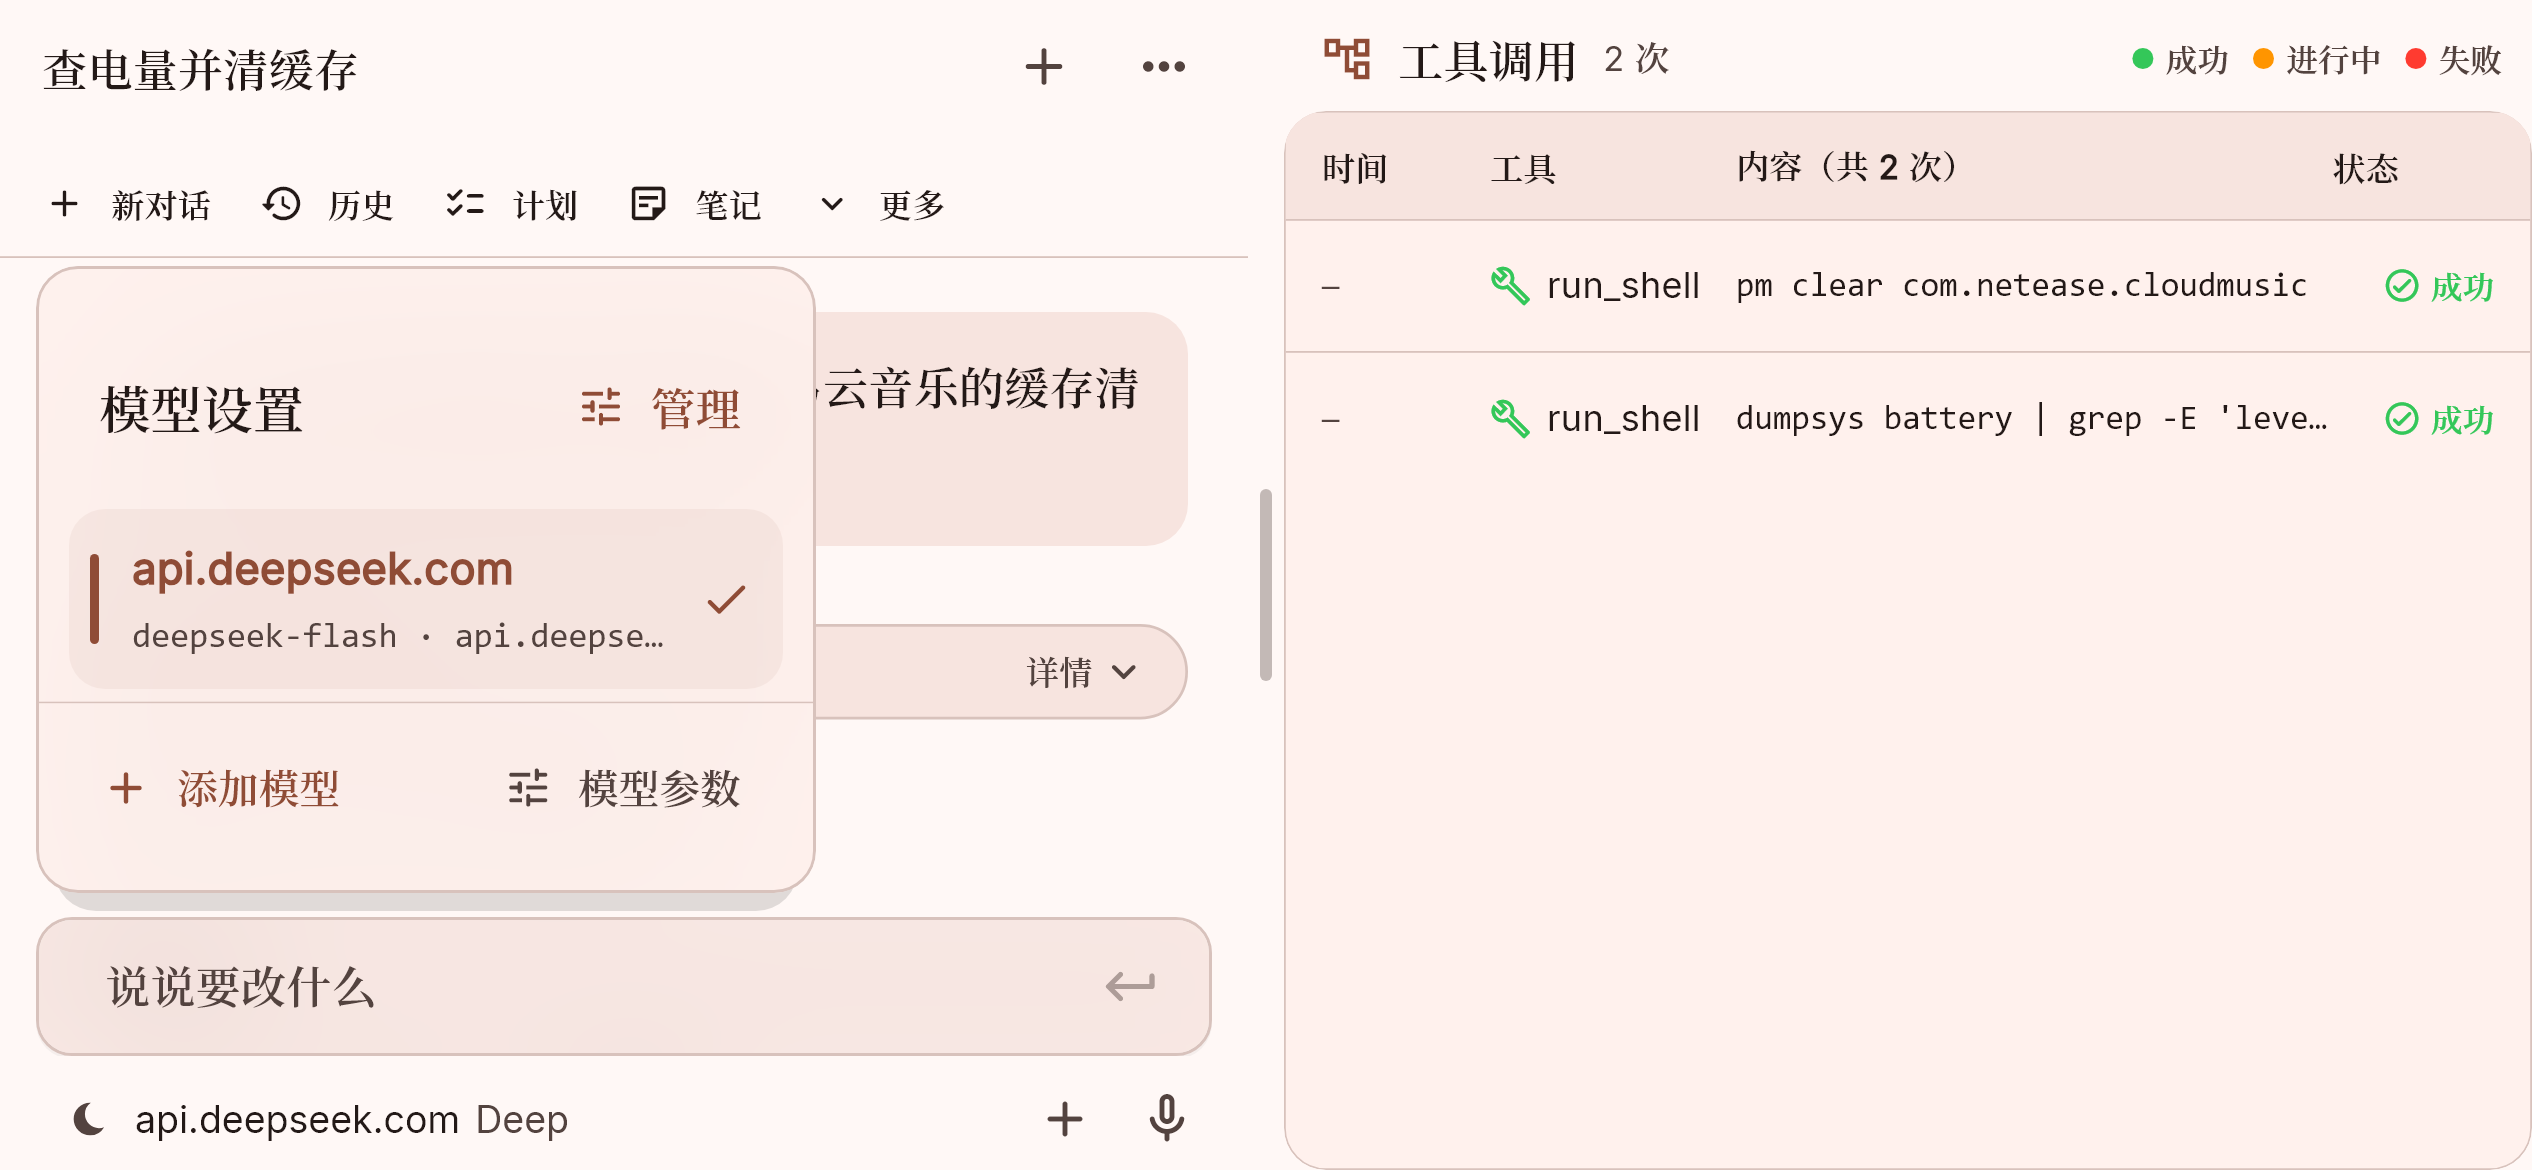 查电量并清缓存
新对话 历史 计划 笔记 更多
云音乐的缓存清
模型设置 管理
api.deepseek.com
deepseek-flash · api.deepse…
详情
添加模型 模型参数
说说要改什么
api.deepseek.com Deep
工具调用 2 次 成功 进行中 失败
时间 工具 内容（共 2 次） 状态
– run_shell pm clear com.netease.cloudmusic 成功
– run_shell dumpsys battery | grep -E 'leve… 成功